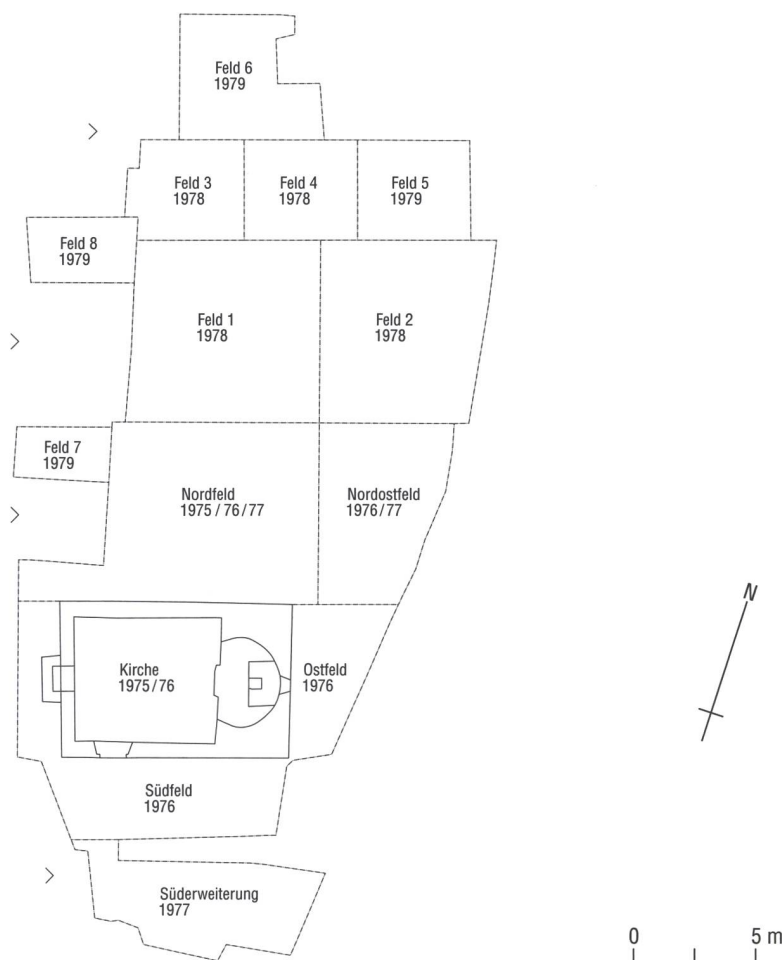 Feld 6
1979
Feld 3
1978
Feld 4
1978
Feld 5
1979
Feld 8
1979
Feld 1
1978
Feld 2
1978
Feld 7
1979
Nordfeld
1975 / 76 / 77
Nordostfeld
1976/77
N
Kirche
1975/76
Ostfeld
1976
Südfeld
1976
Süderweiterung
1977
0 5 m